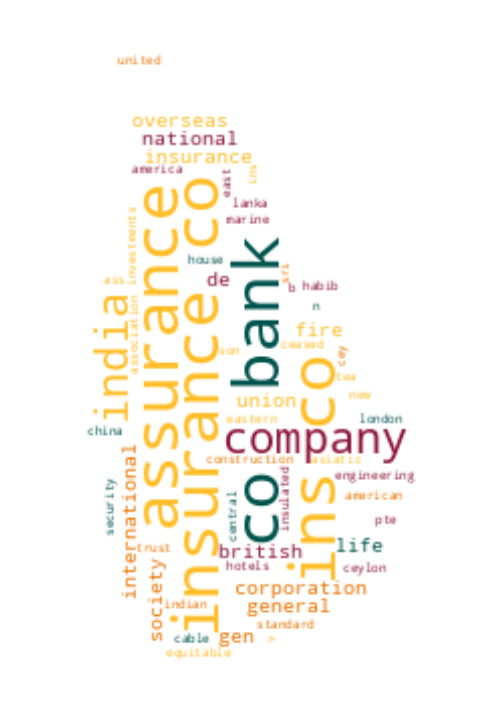 united
overseas
national
insurance
america
east
ins
lanka
marine
assurance
insurance co
investments
house
bank
sri
de
b
habib
ass
n
india
association
fire
son
ceased
cey
ins co
tea
new
union
eastern
london
china
company
construction
asiatic
international
engineering
security
co
insulated
central
american
pte
trust
british
life
hotels
ceylon
society
corporation
indian
general
standard
cable
gen
>
equitable